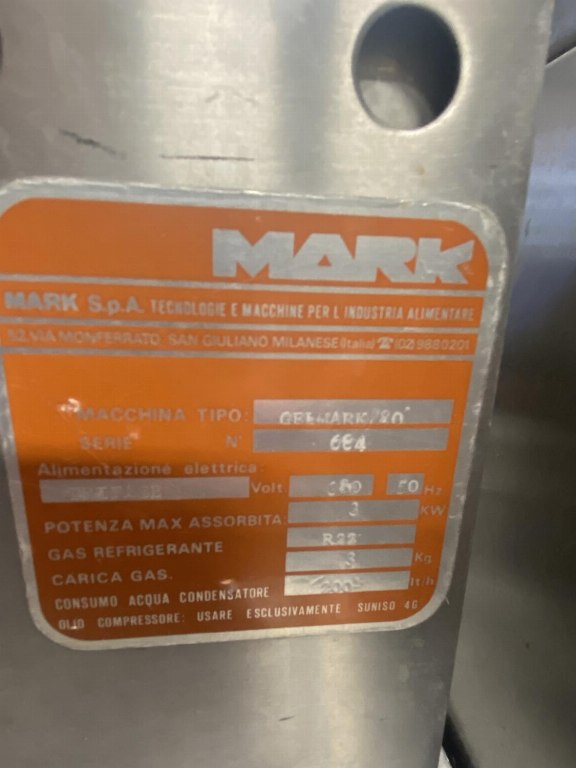 MARK
MARK S.p.A. TECNOLOGIE E MACCHINE PER L INDUSTRIA ALIMENTARE
VIA MONFERRATO, SAN GIULIANO MILANESE (Italia) ☎ (02) 9880201
MACCHINA TIPO:
SERIE N° 684
Alimentazione elettrica:
Volt. 50 Hz
POTENZA MAX ASSORBITA: 3 KW
GAS REFRIGERANTE R22
CARICA GAS. 3 Kg
CONSUMO ACQUA CONDENSATORE lt/h
OLIO COMPRESSORE: USARE ESCLUSIVAMENTE SUNISO 4G